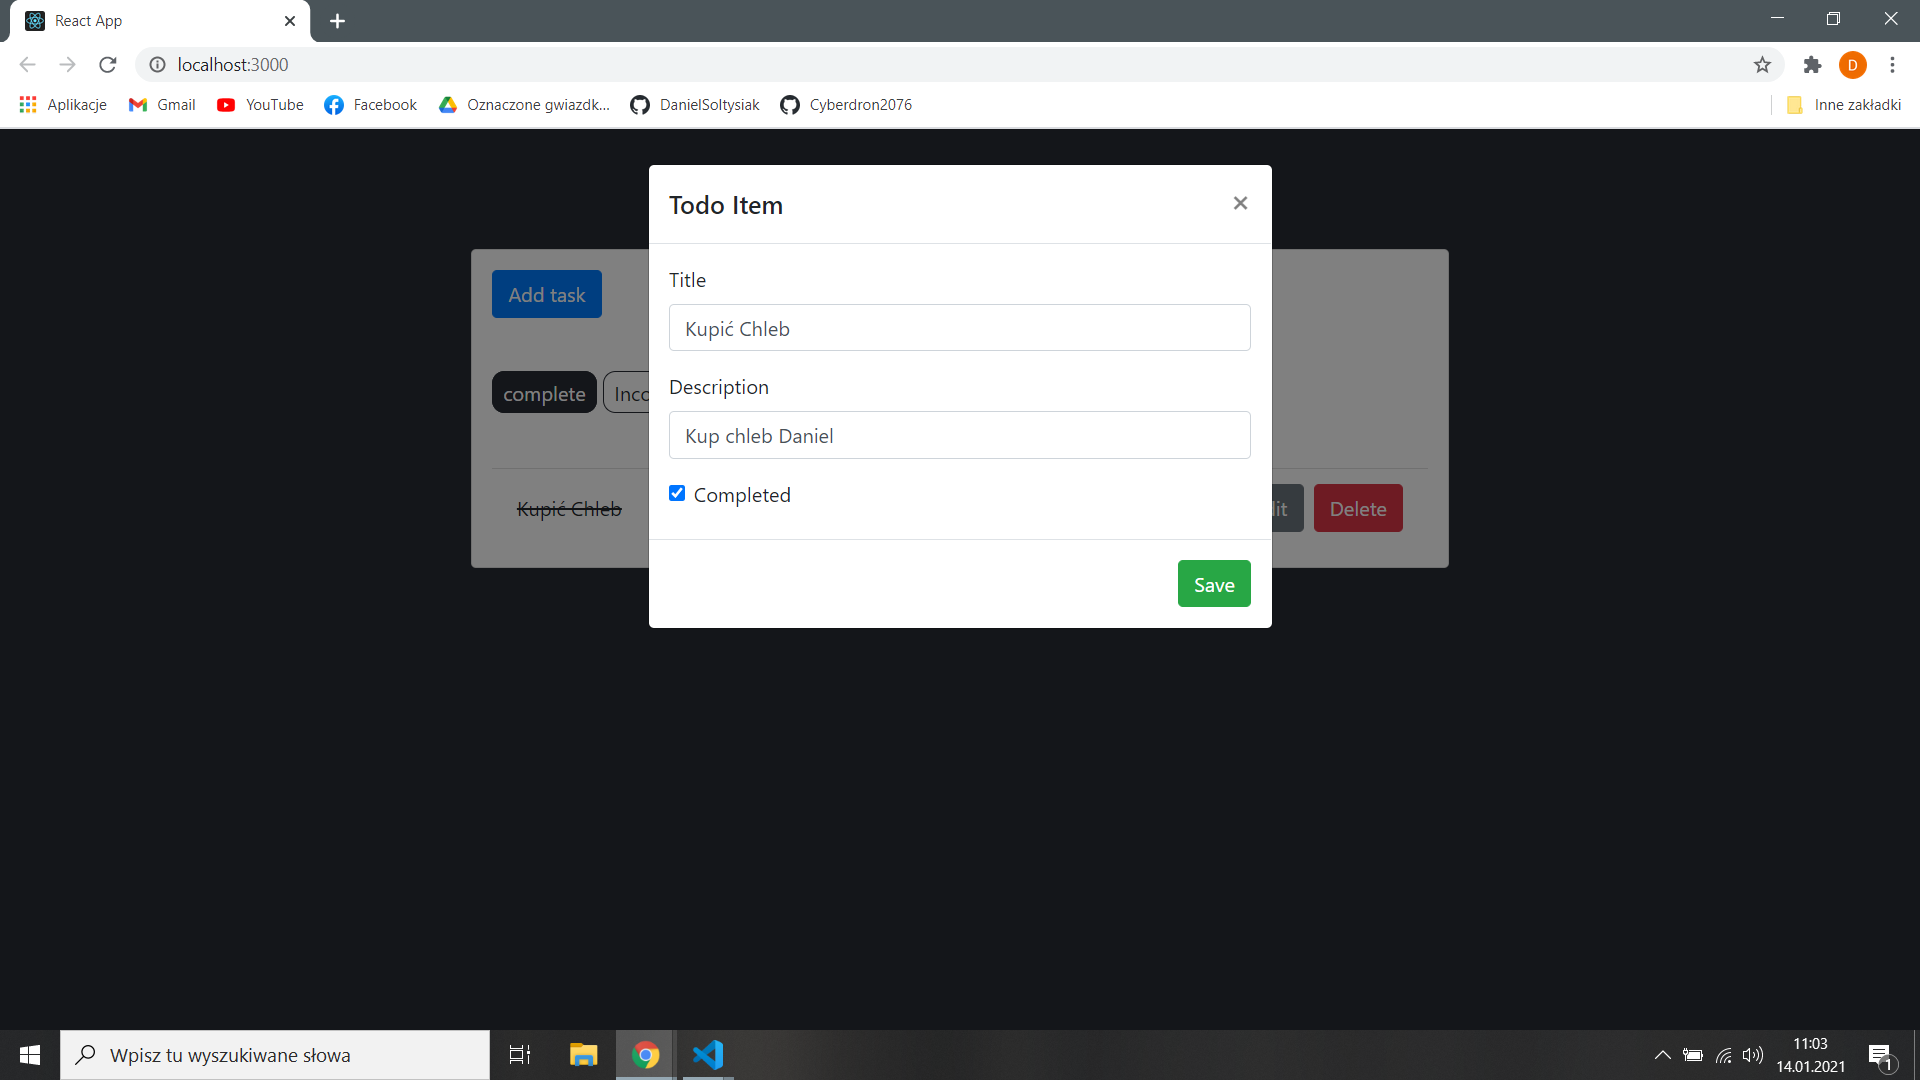 React App
localhost:3000
D
Aplikacje
Gmail
YouTube
Facebook
Oznaczone gwiazdk...
DanielSoltysiak
Cyberdron2076
Inne zakładki
Todo Item
Title
Kupić Chleb
Description
Kup chleb Daniel
Completed
Save
Add task
complete
Inco
Kupić Chleb
dit
Delete
Wpisz tu wyszukiwane słowa
11:03
14.01.2021
1